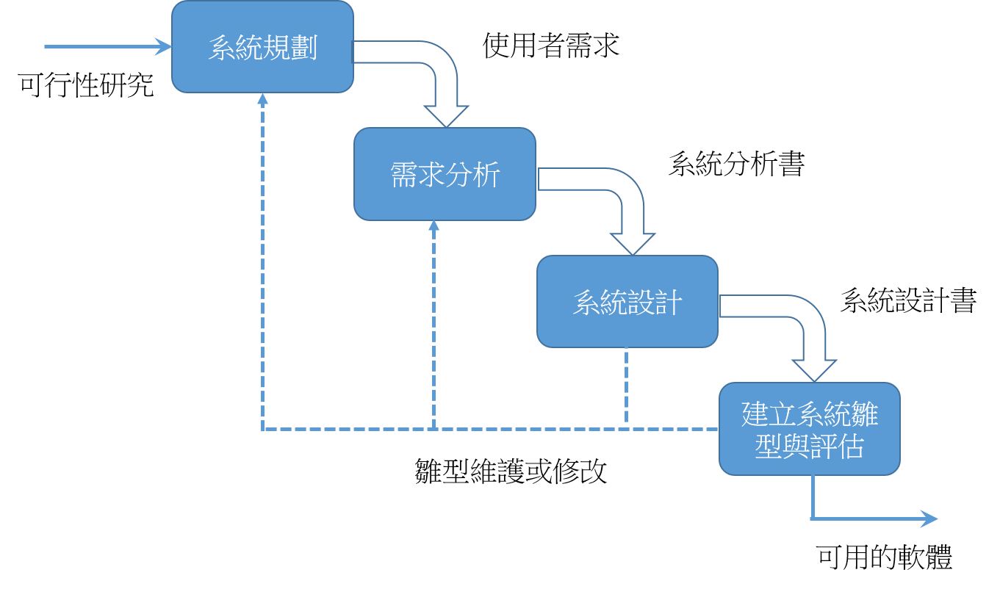 系統規劃
使用者需求
可行性研究
需求分析
系統分析書
系統設計
系統設計書
建立系統雛
型與評估
雛型維護或修改
可用的軟體